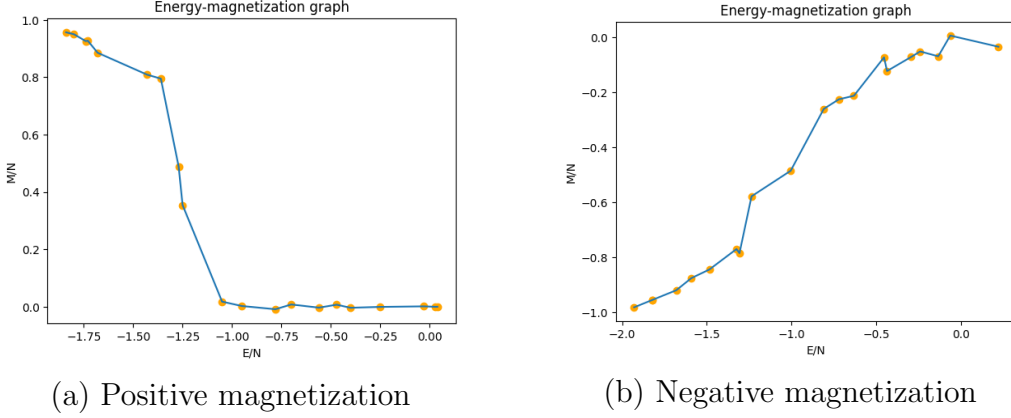 Energy-magnetization graph
1.0
0.8
0.6
0.4
0.2
0.0
M/N
−1.75 −1.50 −1.25 −1.00 −0.75 −0.50 −0.25 0.00
E/N
(a) Positive magnetization
Energy-magnetization graph
0.0
−0.2
−0.4
−0.6
−0.8
−1.0
M/N
−2.0 −1.5 −1.0 −0.5 0.0
E/N
(b) Negative magnetization